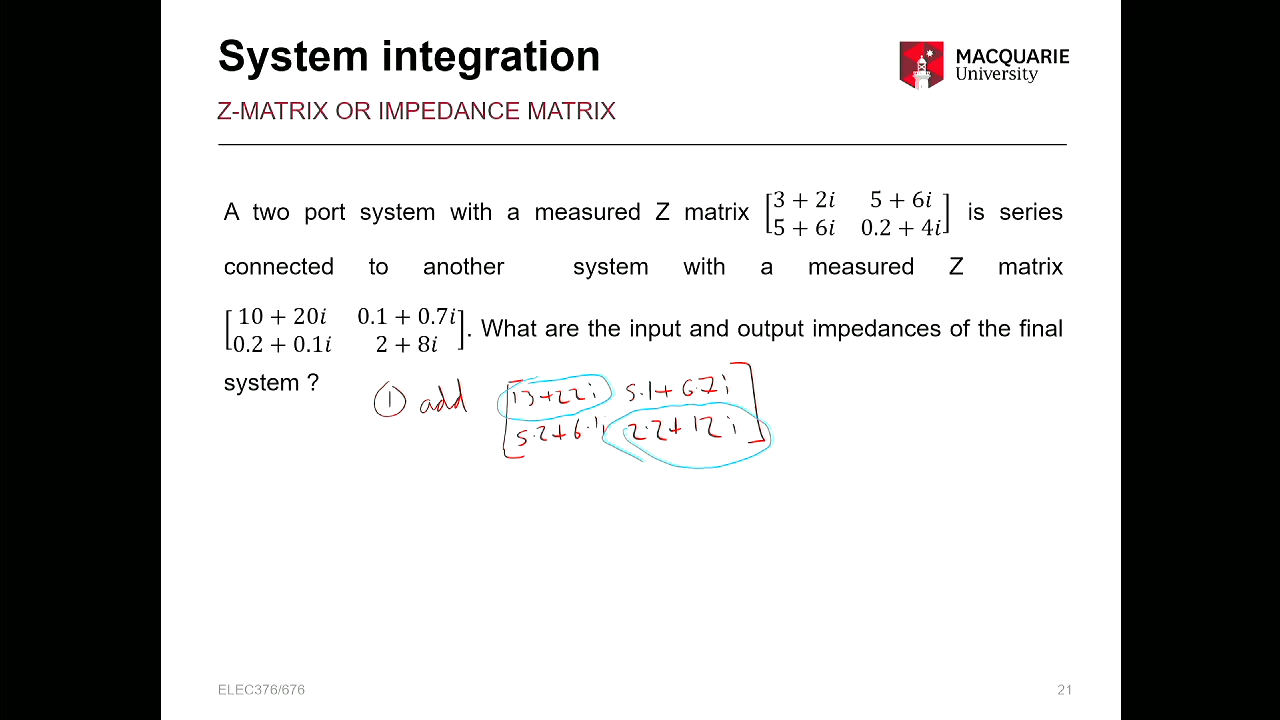 System integration
MACQUARIE
University
Z-MATRIX OR IMPEDANCE MATRIX
A two port system with a measured Z matrix [3 + 2i 5 + 6i; 5 + 6i 0.2 + 4i] is series
connected to another system with a measured Z matrix
[10 + 20i 0.1 + 0.7i; 0.2 + 0.1i 2 + 8i]. What are the input and output impedances of the final
system ?
① add [13+22i 5.1+6.7i
5.2+6.1i 2.2+12i]
ELEC376/676
21